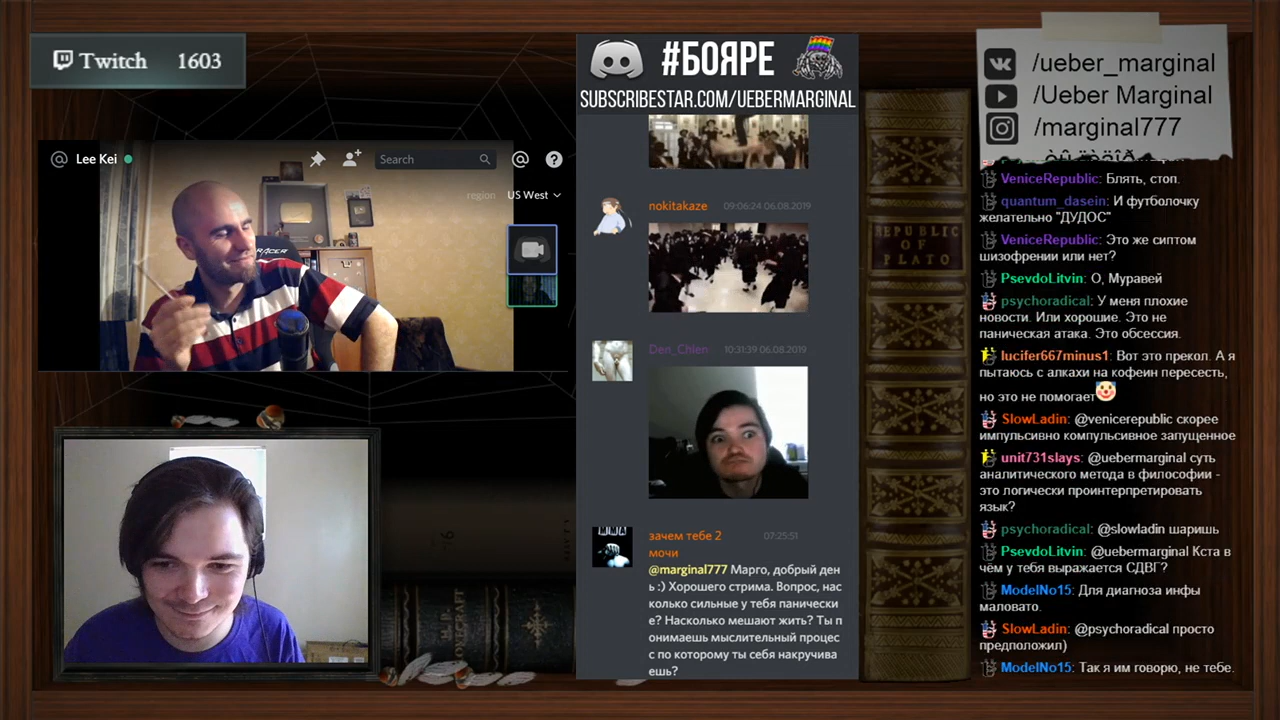 Twitch 1603
@ Lee Kei
Search
region US West
#БОЯРЕ
SUBSCRIBESTAR.COM/UEBERMARGINAL
nokitakaze 09:06:24 06.08.2019
Den_Chien 10:31:39 06.08.2019
зачем тебе 2 07:25:51
мочи
@marginal777 Марго, добрый ден
ь :) Хорошего стрима. Вопрос, нас
колько сильные у тебя панически
е? Насколько мешают жить? Ты п
онимаешь мыслительный процес
с по которому ты себя накручива
ешь?
REPUBLIC
OF
PLATO
LOVECRAFT
/ueber_marginal
/Ueber Marginal
/marginal777
VeniceRepublic: Блять, стоп.
quantum_dasein: И футболочку
желательно "ДУДОС"
VeniceRepublic: Это же сиптом
шизофрении или нет?
PsevdoLitvin: О, Муравей
psychoradical: У меня плохие
новости. Или хорошие. Это не
паническая атака. Это обсессия.
lucifer667minus1: Вот это прекол. А я
пытаюсь с алкахи на кофеин пересесть,
но это не помогает
SlowLadin: @venicerepublic скорее
импульсивно компульсивное запущенное
unit731slays: @uebermarginal суть
аналитического метода в философии -
это логически проинтерпретировать
язык?
psychoradical: @slowladin шаришь
PsevdoLitvin: @uebermarginal Кста в
чём у тебя выражается СДВГ?
ModelNo15: Для диагноза инфы
маловато.
SlowLadin: @psychoradical просто
предположил)
ModelNo15: Так я им говорю, не тебе.